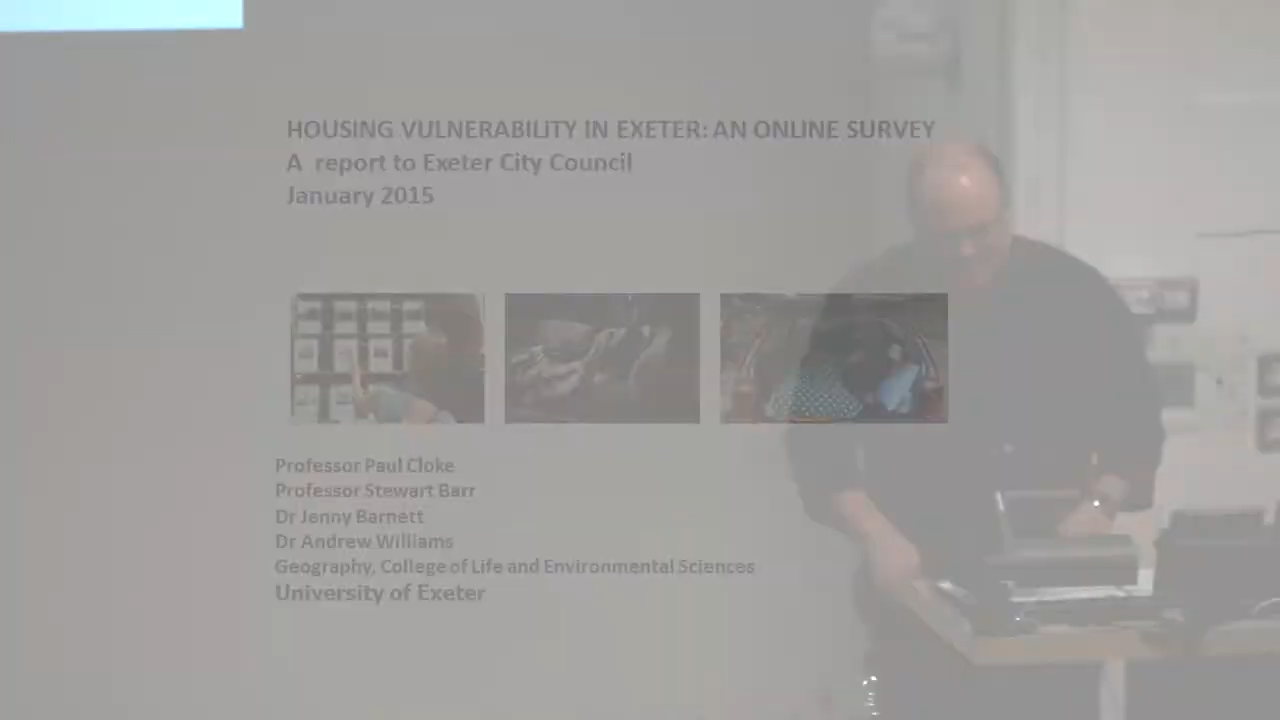 HOUSING VULNERABILITY IN EXETER: AN ONLINE SURVEY
A report to Exeter City Council
January 2015
Professor Paul Cloke
Professor Stewart Barr
Dr Jenny Barnett
Dr Andrew Williams
Geography, College of Life and Environmental Sciences
University of Exeter